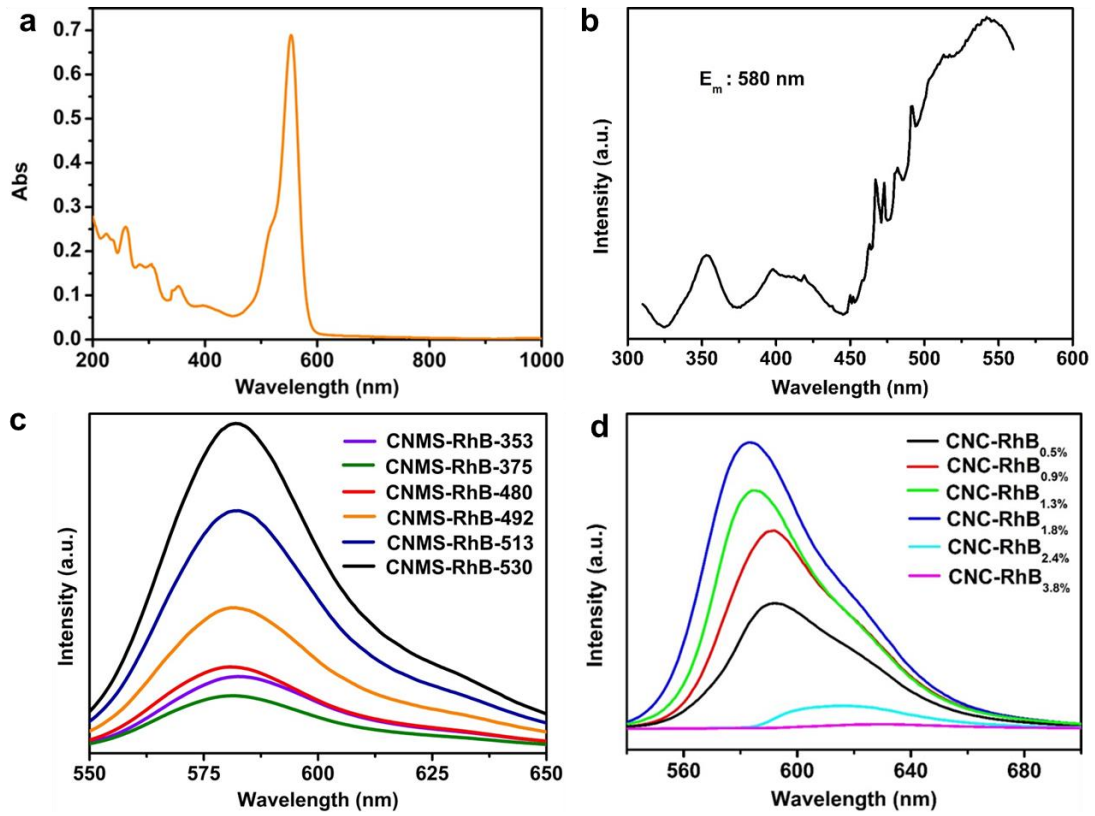 a
0.7
0.6
0.5
0.4
0.3
0.2
0.1
0.0
Abs
200 400 600 800 1000
Wavelength (nm)
b
Em : 580 nm
Intensity (a.u.)
300 350 400 450 500 550 600
Wavelength (nm)
c
CNMS-RhB-353
CNMS-RhB-375
CNMS-RhB-480
CNMS-RhB-492
CNMS-RhB-513
CNMS-RhB-530
Intensity (a.u.)
550 575 600 625 650
Wavelength (nm)
d
CNC-RhB0.5%
CNC-RhB0.9%
CNC-RhB1.3%
CNC-RhB1.8%
CNC-RhB2.4%
CNC-RhB3.8%
Intensity (a.u.)
560 600 640 680
Wavelength (nm)